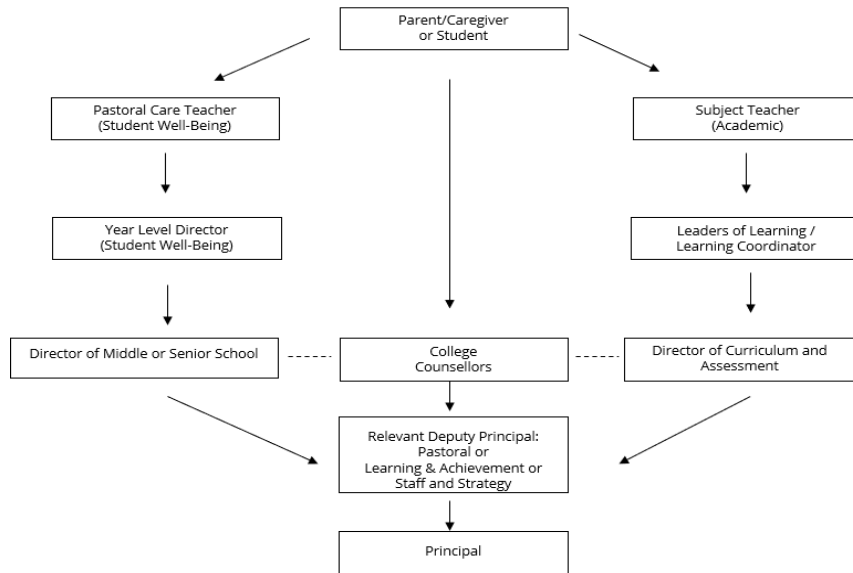 Parent/Caregiver
or Student
Pastoral Care Teacher
(Student Well-Being)
Subject Teacher
(Academic)
Year Level Director
(Student Well-Being)
Leaders of Learning /
Learning Coordinator
Director of Middle or Senior School
College
Counsellors
Director of Curriculum and
Assessment
Relevant Deputy Principal:
Pastoral or
Learning & Achievement or
Staff and Strategy
Principal